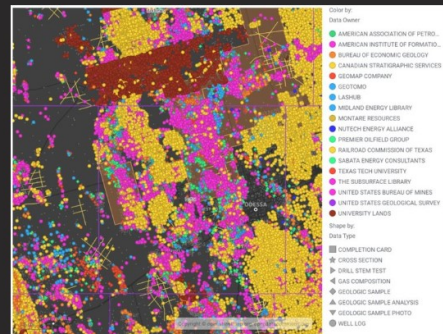 Color by:
Data Owner
AMERICAN ASSOCIATION OF PETRO...
AMERICAN INSTITUTE OF FORMATIO...
BUREAU OF ECONOMIC GEOLOGY
CANADIAN STRATIGRAPHIC SERVICES
GEOMAP COMPANY
GEOTOMO
LASHUB
MIDLAND ENERGY LIBRARY
MONTARE RESOURCES
NUTECH ENERGY ALLIANCE
PREMIER OILFIELD GROUP
RAILROAD COMMISSION OF TEXAS
SABATA ENERGY CONSULTANTS
TEXAS TECH UNIVERSITY
THE SUBSURFACE LIBRARY
UNITED STATES BUREAU OF MINES
UNITED STATES GEOLOGICAL SURVEY
UNIVERSITY LANDS
Shape by:
Data Type
COMPLETION CARD
CROSS SECTION
DRILL STEM TEST
GAS COMPOSITION
GEOLOGIC SAMPLE
GEOLOGIC SAMPLE ANALYSIS
GEOLOGIC SAMPLE PHOTO
WELL LOG
ODESSA